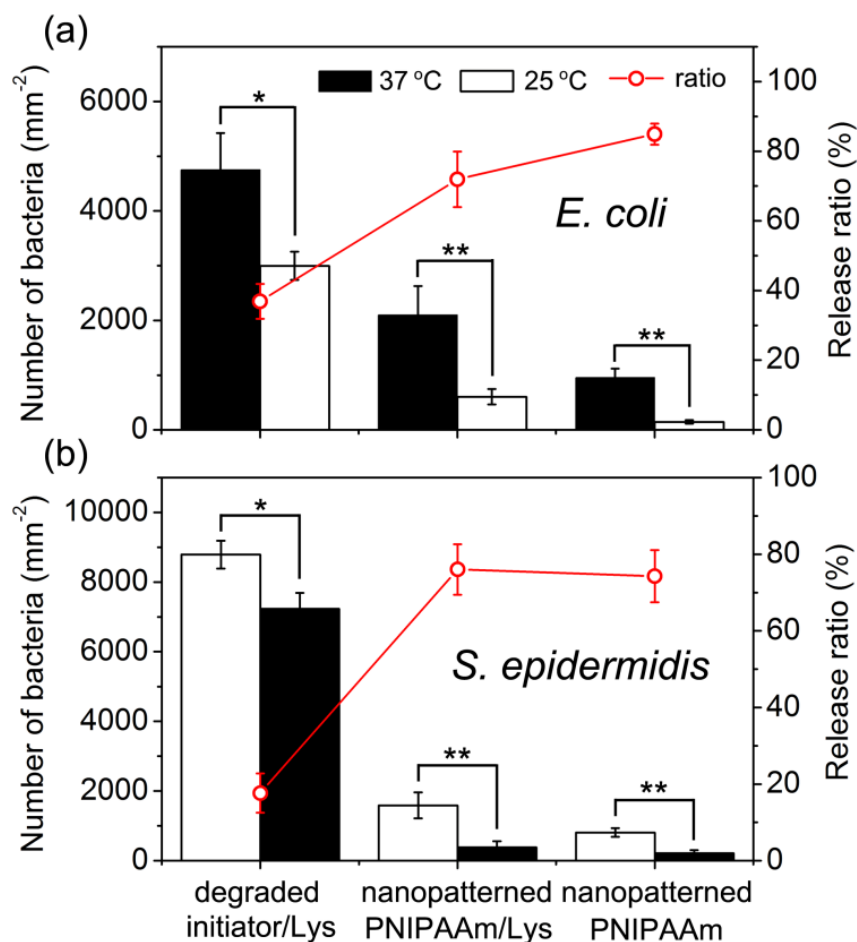 (a)
37 °C 25 °C ratio
Number of bacteria (mm⁻²)
6000
4000
2000
0
*
**
**
E. coli
100
80
60
40
20
0
Release ratio (%)
(b)
Number of bacteria (mm⁻²)
10000
8000
6000
4000
2000
0
*
**
**
S. epidermidis
100
80
60
40
20
0
Release ratio (%)
degraded nanopatterned nanopatterned
initiator/Lys PNIPAAm/Lys PNIPAAm